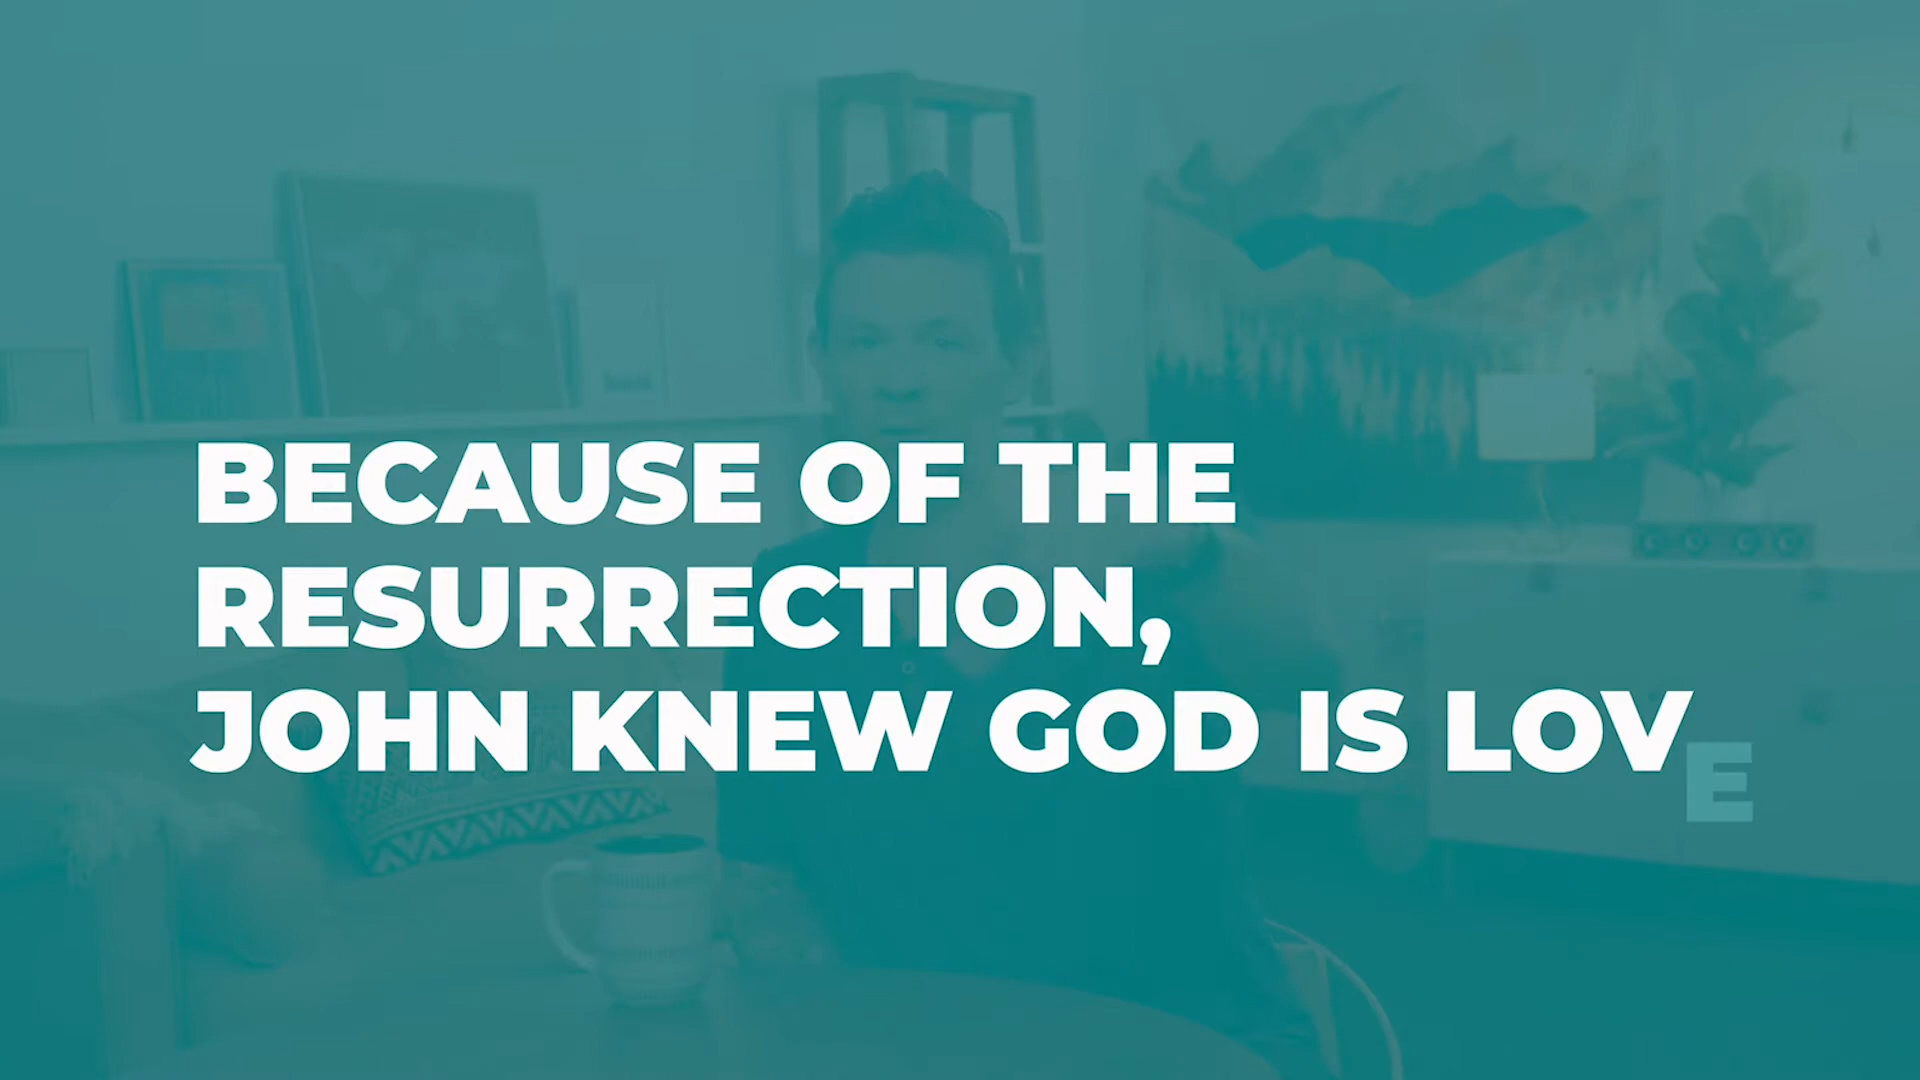 BECAUSE OF THE
RESURRECTION,
JOHN KNEW GOD IS LOVE